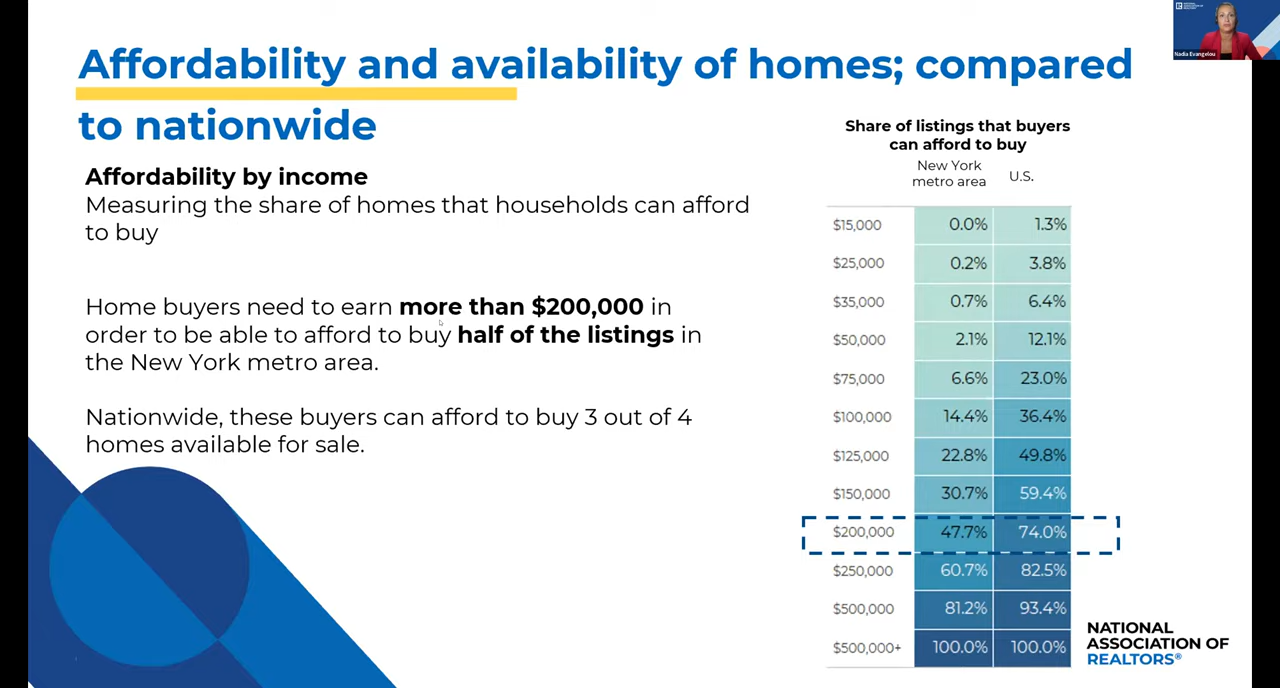 Affordability and availability of homes; compared
to nationwide
Affordability by income
Measuring the share of homes that households can afford
to buy
Home buyers need to earn more than $200,000 in
order to be able to afford to buy half of the listings in
the New York metro area.
Nationwide, these buyers can afford to buy 3 out of 4
homes available for sale.
Share of listings that buyers
can afford to buy
New York
metro area
U.S.
$15,000 0.0% 1.3%
$25,000 0.2% 3.8%
$35,000 0.7% 6.4%
$50,000 2.1% 12.1%
$75,000 6.6% 23.0%
$100,000 14.4% 36.4%
$125,000 22.8% 49.8%
$150,000 30.7% 59.4%
$200,000 47.7% 74.0%
$250,000 60.7% 82.5%
$500,000 81.2% 93.4%
$500,000+ 100.0% 100.0%
NATIONAL
ASSOCIATION OF
REALTORS®
NATIONAL
ASSOCIATION OF
REALTORS®
Nadia Evangelou